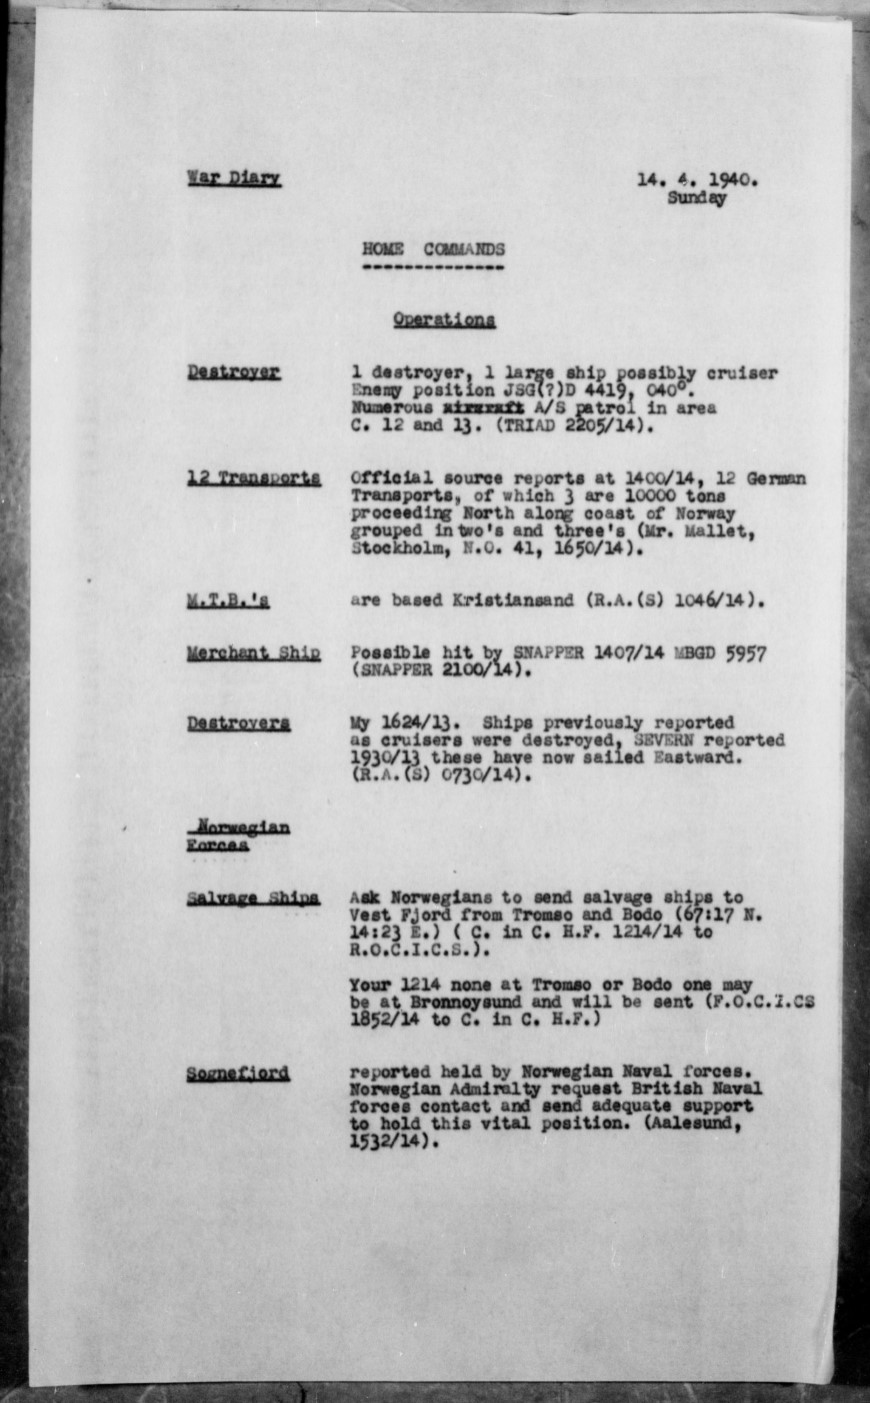 War Diary 14. 4. 1940.
Sunday
HOME COMMANDS
Operations
Destroyer 1 destroyer, 1 large ship possibly cruiser
Enemy position JSG(?)D 4419, 040°.
Numerous aircraft A/S patrol in area
C. 12 and 13. (TRIAD 2205/14).
12 Transports Official source reports at 1400/14, 12 German
Transports, of which 3 are 10000 tons
proceeding North along coast of Norway
grouped in two's and three's (Mr. Mallet,
Stockholm, N.O. 41, 1650/14).
M.T.B.'s are based Kristiansand (R.A.(S) 1046/14).
Merchant Ship Possible hit by SNAPPER 1407/14 MBGD 5957
(SNAPPER 2100/14).
Destroyers My 1624/13. Ships previously reported
as cruisers were destroyed, SEVERN reported
1930/13 these have now sailed Eastward.
(R.A.(S) 0730/14).
Norwegian
Forces
Salvage Ships Ask Norwegians to send salvage ships to
Vest Fjord from Tromso and Bodo (67:17 N.
14:23 E.) ( C. in C. H.F. 1214/14 to
R.O.C.I.C.S.).
Your 1214 none at Tromso or Bodo one may
be at Bronnoysund and will be sent (F.O.C.I.CS
1852/14 to C. in C. H.F.)
Sognefjord reported held by Norwegian Naval forces.
Norwegian Admiralty request British Naval
forces contact and send adequate support
to hold this vital position. (Aalesund,
1532/14).